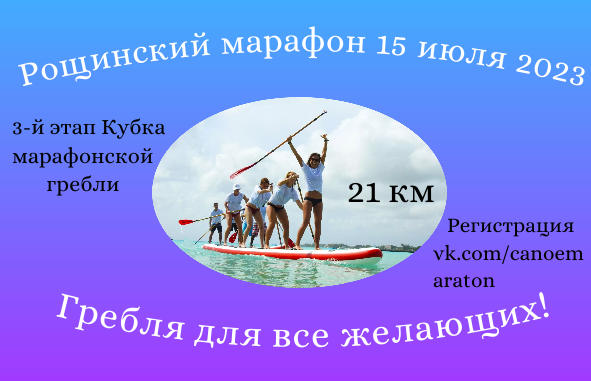 Рощинский марафон 15 июля 2023
3-й этап Кубка
марафонской
гребли
21 км
Регистрация
vk.com/canoem
araton
Гребля для все желающих!